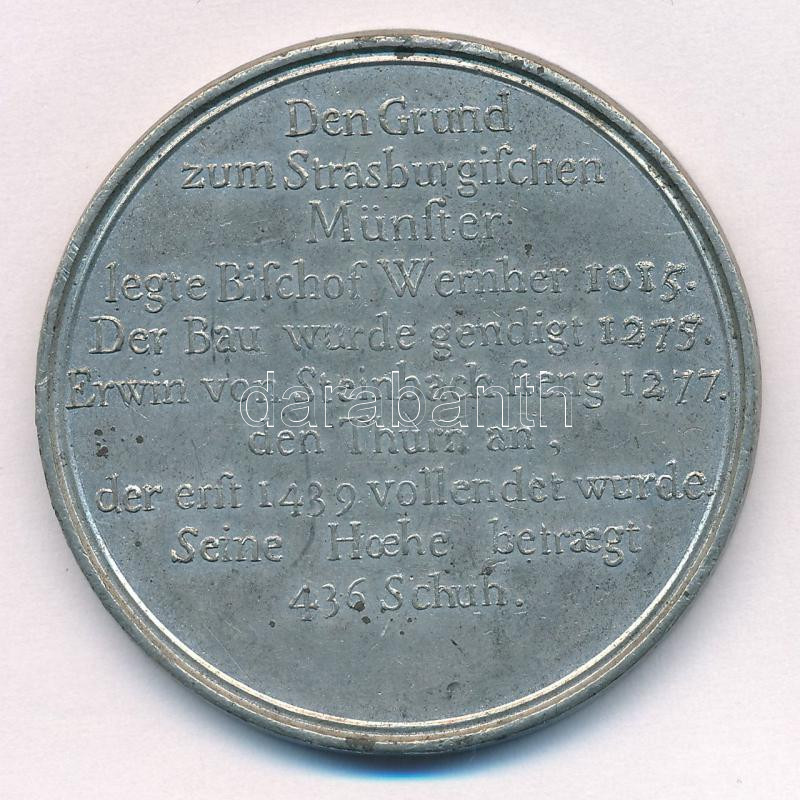 Den Grund
zum Strasburgiſchen
Münſter
legte Biſchof Wernher 1015.
Der Bau wurde gendigt 1275.
Erwin von Steinbach fieng 1277.
darabanth
den Thurn an,
der erſt 1439 vollendet wurde.
Seine Hœhe betrægt
436 Schuh.